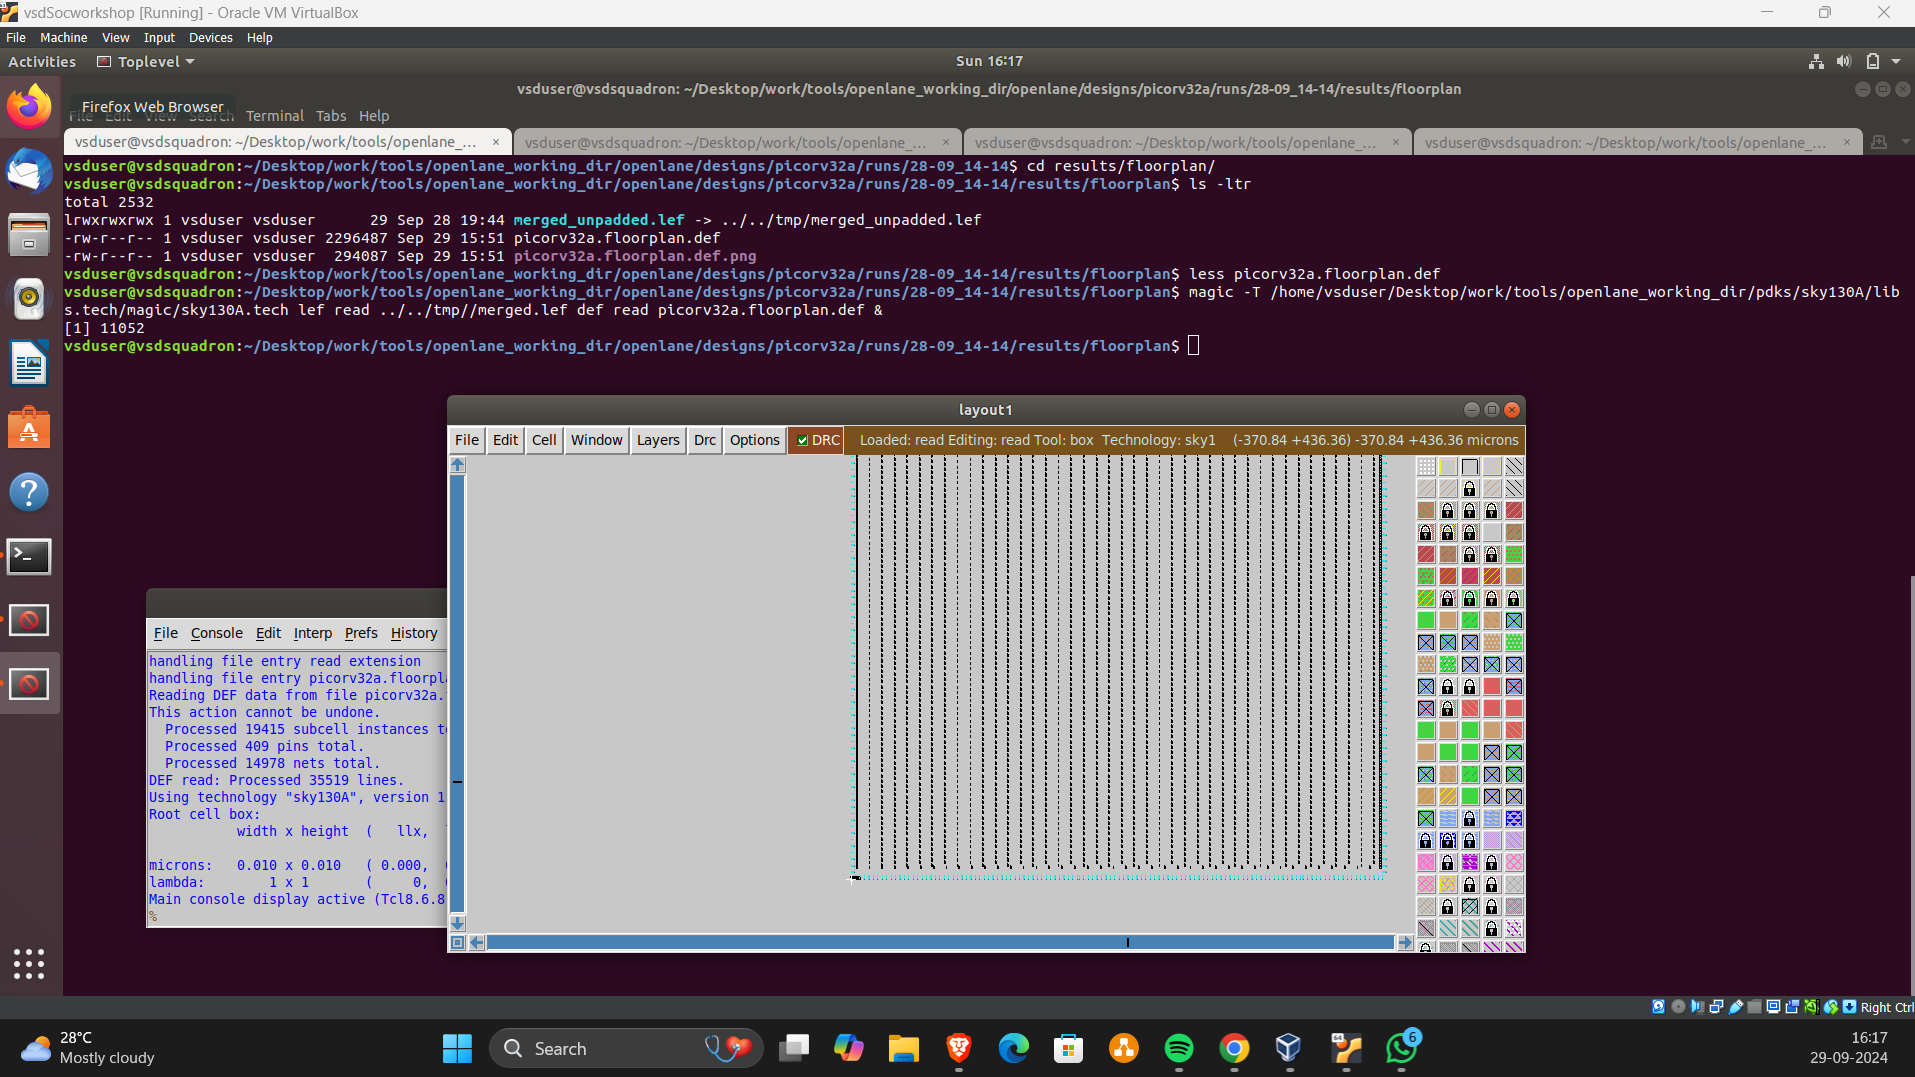 vsdSocworkshop [Running] - Oracle VM VirtualBox
File Machine View Input Devices Help
Activities Toplevel Sun 16:17
vsduser@vsdsquadron: ~/Desktop/work/tools/openlane_working_dir/openlane/designs/picorv32a/runs/28-09_14-14/results/floorplan
Firefox Web Browser
File Edit View Search Terminal Tabs Help
vsduser@vsdsquadron: ~/Desktop/work/tools/openlane_... × vsduser@vsdsquadron: ~/Desktop/work/tools/openlane_... × vsduser@vsdsquadron: ~/Desktop/work/tools/openlane_... × vsduser@vsdsquadron: ~/Desktop/work/tools/openlane_... ×
vsduser@vsdsquadron:~/Desktop/work/tools/openlane_working_dir/openlane/designs/picorv32a/runs/28-09_14-14$ cd results/floorplan/
vsduser@vsdsquadron:~/Desktop/work/tools/openlane_working_dir/openlane/designs/picorv32a/runs/28-09_14-14/results/floorplan$ ls -ltr
total 2532
lrwxrwxrwx 1 vsduser vsduser      29 Sep 28 19:44 merged_unpadded.lef -> ../../tmp/merged_unpadded.lef
-rw-r--r-- 1 vsduser vsduser 2296487 Sep 29 15:51 picorv32a.floorplan.def
-rw-r--r-- 1 vsduser vsduser  294087 Sep 29 15:51 picorv32a.floorplan.def.png
vsduser@vsdsquadron:~/Desktop/work/tools/openlane_working_dir/openlane/designs/picorv32a/runs/28-09_14-14/results/floorplan$ less picorv32a.floorplan.def
vsduser@vsdsquadron:~/Desktop/work/tools/openlane_working_dir/openlane/designs/picorv32a/runs/28-09_14-14/results/floorplan$ magic -T /home/vsduser/Desktop/work/tools/openlane_working_dir/pdks/sky130A/lib
s.tech/magic/sky130A.tech lef read ../../tmp//merged.lef def read picorv32a.floorplan.def &
[1] 11052
vsduser@vsdsquadron:~/Desktop/work/tools/openlane_working_dir/openlane/designs/picorv32a/runs/28-09_14-14/results/floorplan$
layout1
File Edit Cell Window Layers Drc Options DRC Loaded: read Editing: read Tool: box Technology: sky1 (-370.84 +436.36) -370.84 +436.36 microns
File Console Edit Interp Prefs History
handling file entry read extension
handling file entry picorv32a.floorpl
Reading DEF data from file picorv32a.
This action cannot be undone.
Processed 19415 subcell instances t
Processed 409 pins total.
Processed 14978 nets total.
DEF read: Processed 35519 lines.
Using technology "sky130A", version 1
Root cell box:
width x height ( llx,
microns: 0.010 x 0.010 ( 0.000,
lambda: 1 x 1 ( 0,
Main console display active (Tcl8.6.8
%
Right Ctrl
28°C
Mostly cloudy
Search
64
6
16:17
29-09-2024